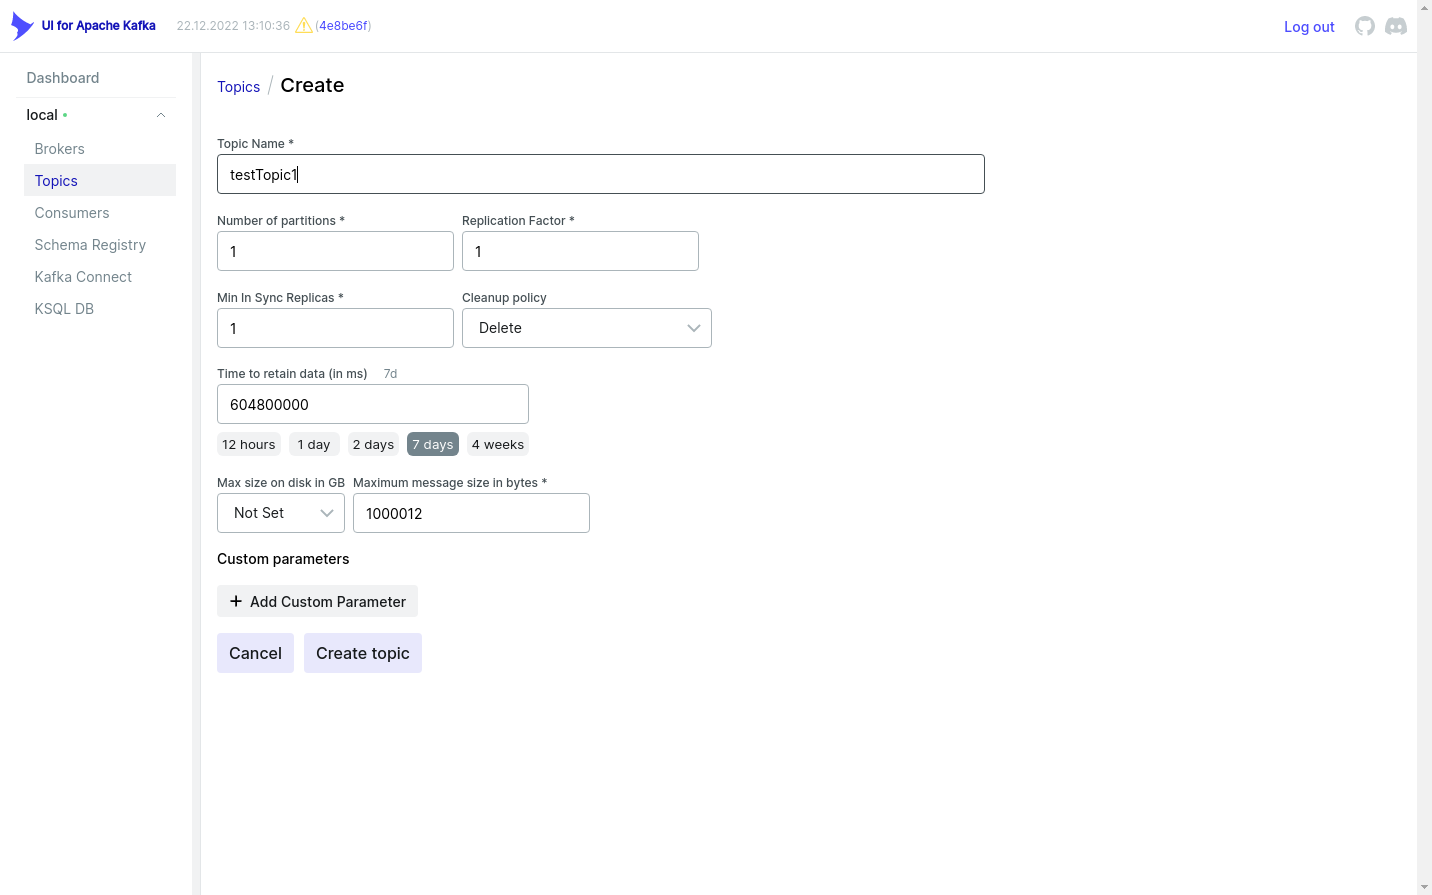 UI for Apache Kafka 22.12.2022 13:10:36 (4e8be6f) Log out
Dashboard
local
Brokers
Topics
Consumers
Schema Registry
Kafka Connect
KSQL DB
Topics / Create
Topic Name *
testTopic1
Number of partitions * Replication Factor *
1 1
Min In Sync Replicas * Cleanup policy
1 Delete
Time to retain data (in ms) 7d
604800000
12 hours 1 day 2 days 7 days 4 weeks
Max size on disk in GB Maximum message size in bytes *
Not Set 1000012
Custom parameters
+ Add Custom Parameter
Cancel Create topic